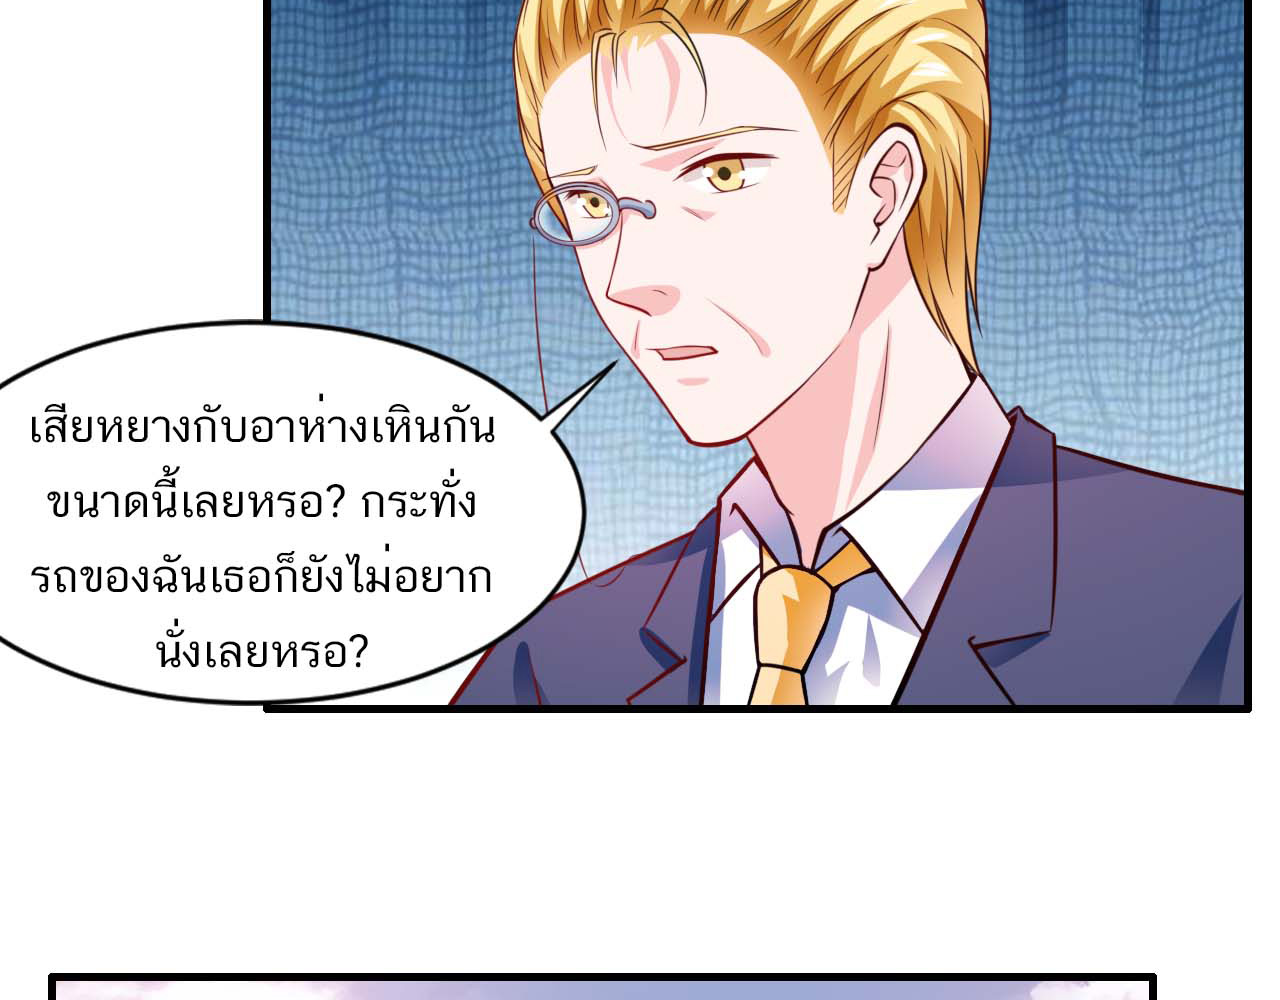 เสียหยางกับอาห่างเหินกัน
ขนาดนี้เลยหรอ? กระทั่ง
รถของฉันเธอก็ยังไม่อยาก
นั่งเลยหรอ?